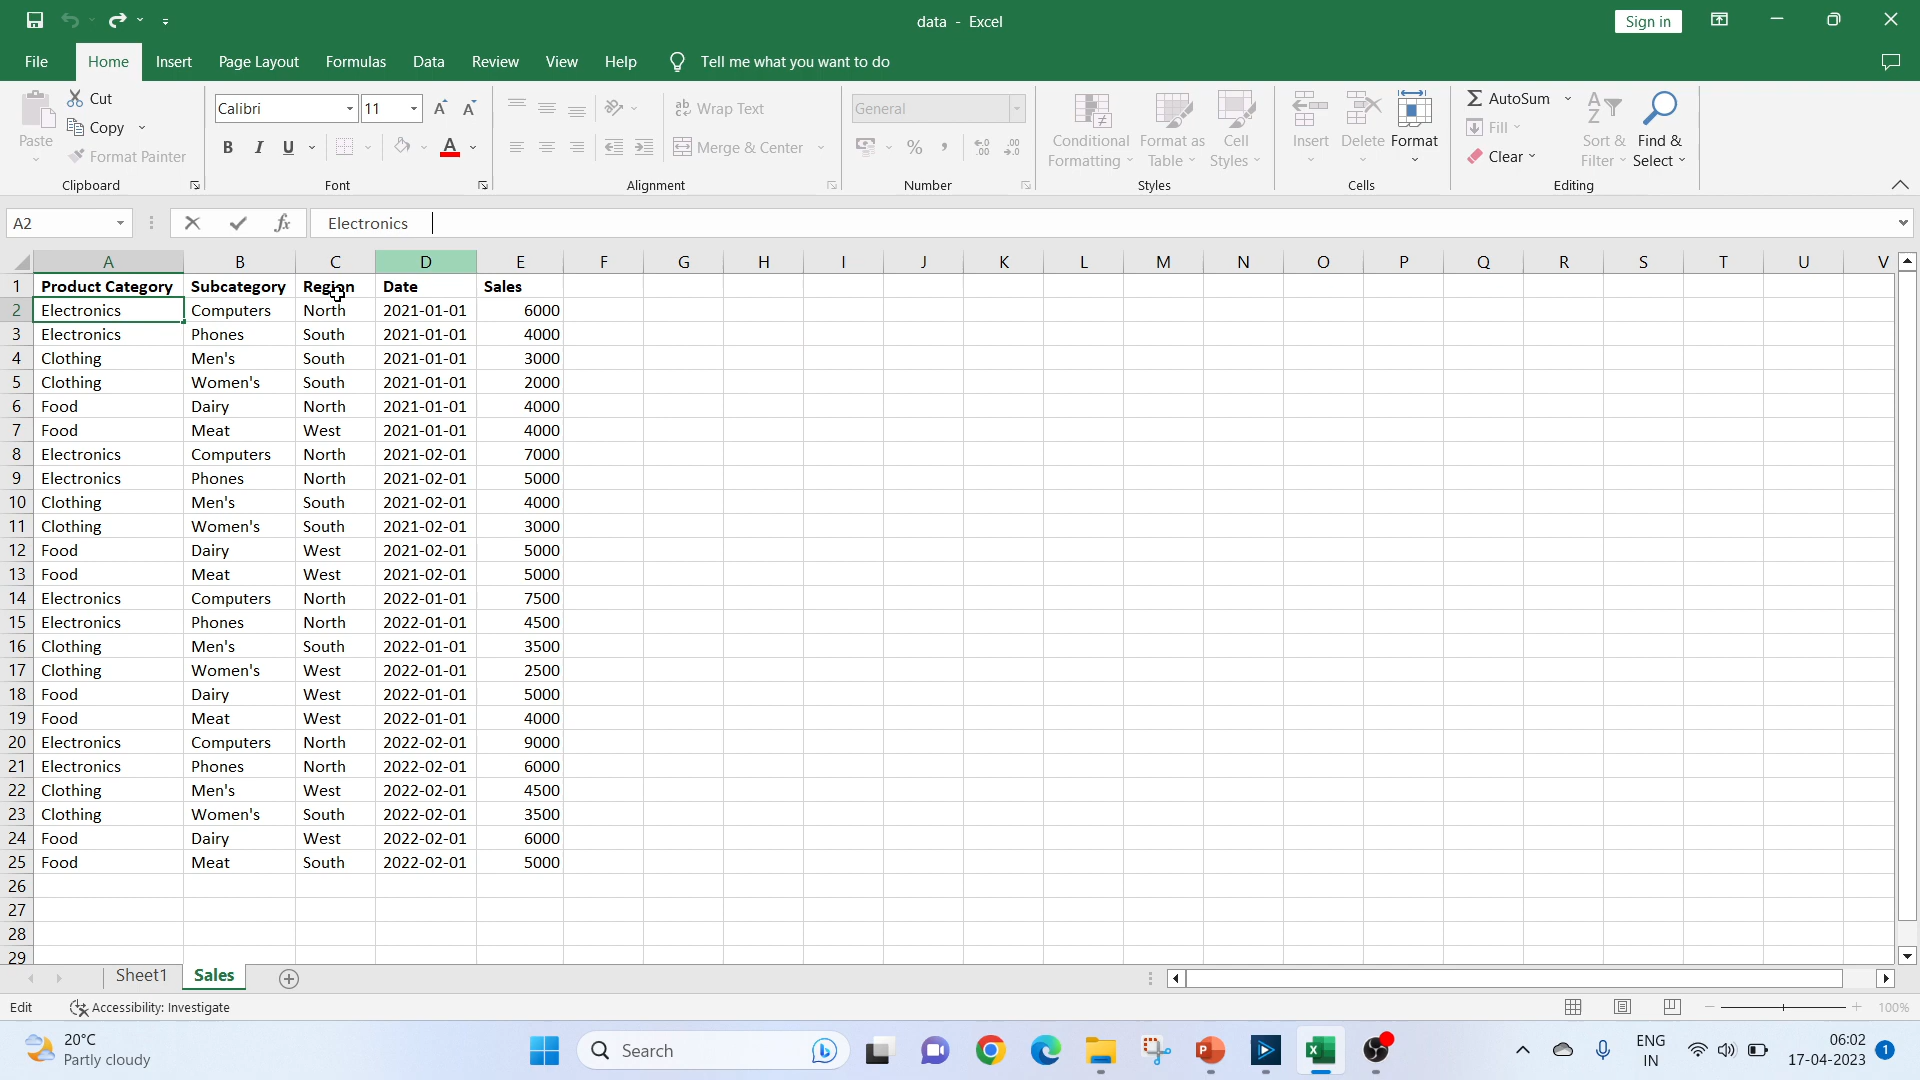 data - Excel
Sign in
File Home Insert Page Layout Formulas Data Review View Help Tell me what you want to do
Paste
Cut
Copy
Format Painter
Clipboard
Calibri 11
B I U A
Font
ab Wrap Text
Merge & Center
Alignment
General
% ,
Number
Conditional Formatting
Format as Table
Cell Styles
Styles
Insert Delete Format
Cells
AutoSum
Fill
Clear
Sort & Filter
Find & Select
Editing
A2 fx Electronics
A B C D E F G H I J K L M N O P Q R S T U V
1 Product Category Subcategory Region Date Sales
2 Electronics Computers North 2021-01-01 6000
3 Electronics Phones South 2021-01-01 4000
4 Clothing Men's South 2021-01-01 3000
5 Clothing Women's South 2021-01-01 2000
6 Food Dairy North 2021-01-01 4000
7 Food Meat West 2021-01-01 4000
8 Electronics Computers North 2021-02-01 7000
9 Electronics Phones North 2021-02-01 5000
10 Clothing Men's South 2021-02-01 4000
11 Clothing Women's South 2021-02-01 3000
12 Food Dairy West 2021-02-01 5000
13 Food Meat West 2021-02-01 5000
14 Electronics Computers North 2022-01-01 7500
15 Electronics Phones North 2022-01-01 4500
16 Clothing Men's South 2022-01-01 3500
17 Clothing Women's West 2022-01-01 2500
18 Food Dairy West 2022-01-01 5000
19 Food Meat West 2022-01-01 4000
20 Electronics Computers North 2022-02-01 9000
21 Electronics Phones North 2022-02-01 6000
22 Clothing Men's West 2022-02-01 4500
23 Clothing Women's South 2022-02-01 3500
24 Food Dairy West 2022-02-01 6000
25 Food Meat South 2022-02-01 5000
26
27
28
29
Sheet1 Sales
Edit Accessibility: Investigate 100%
20°C
Partly cloudy
Search
ENG
IN
06:02
17-04-2023
1